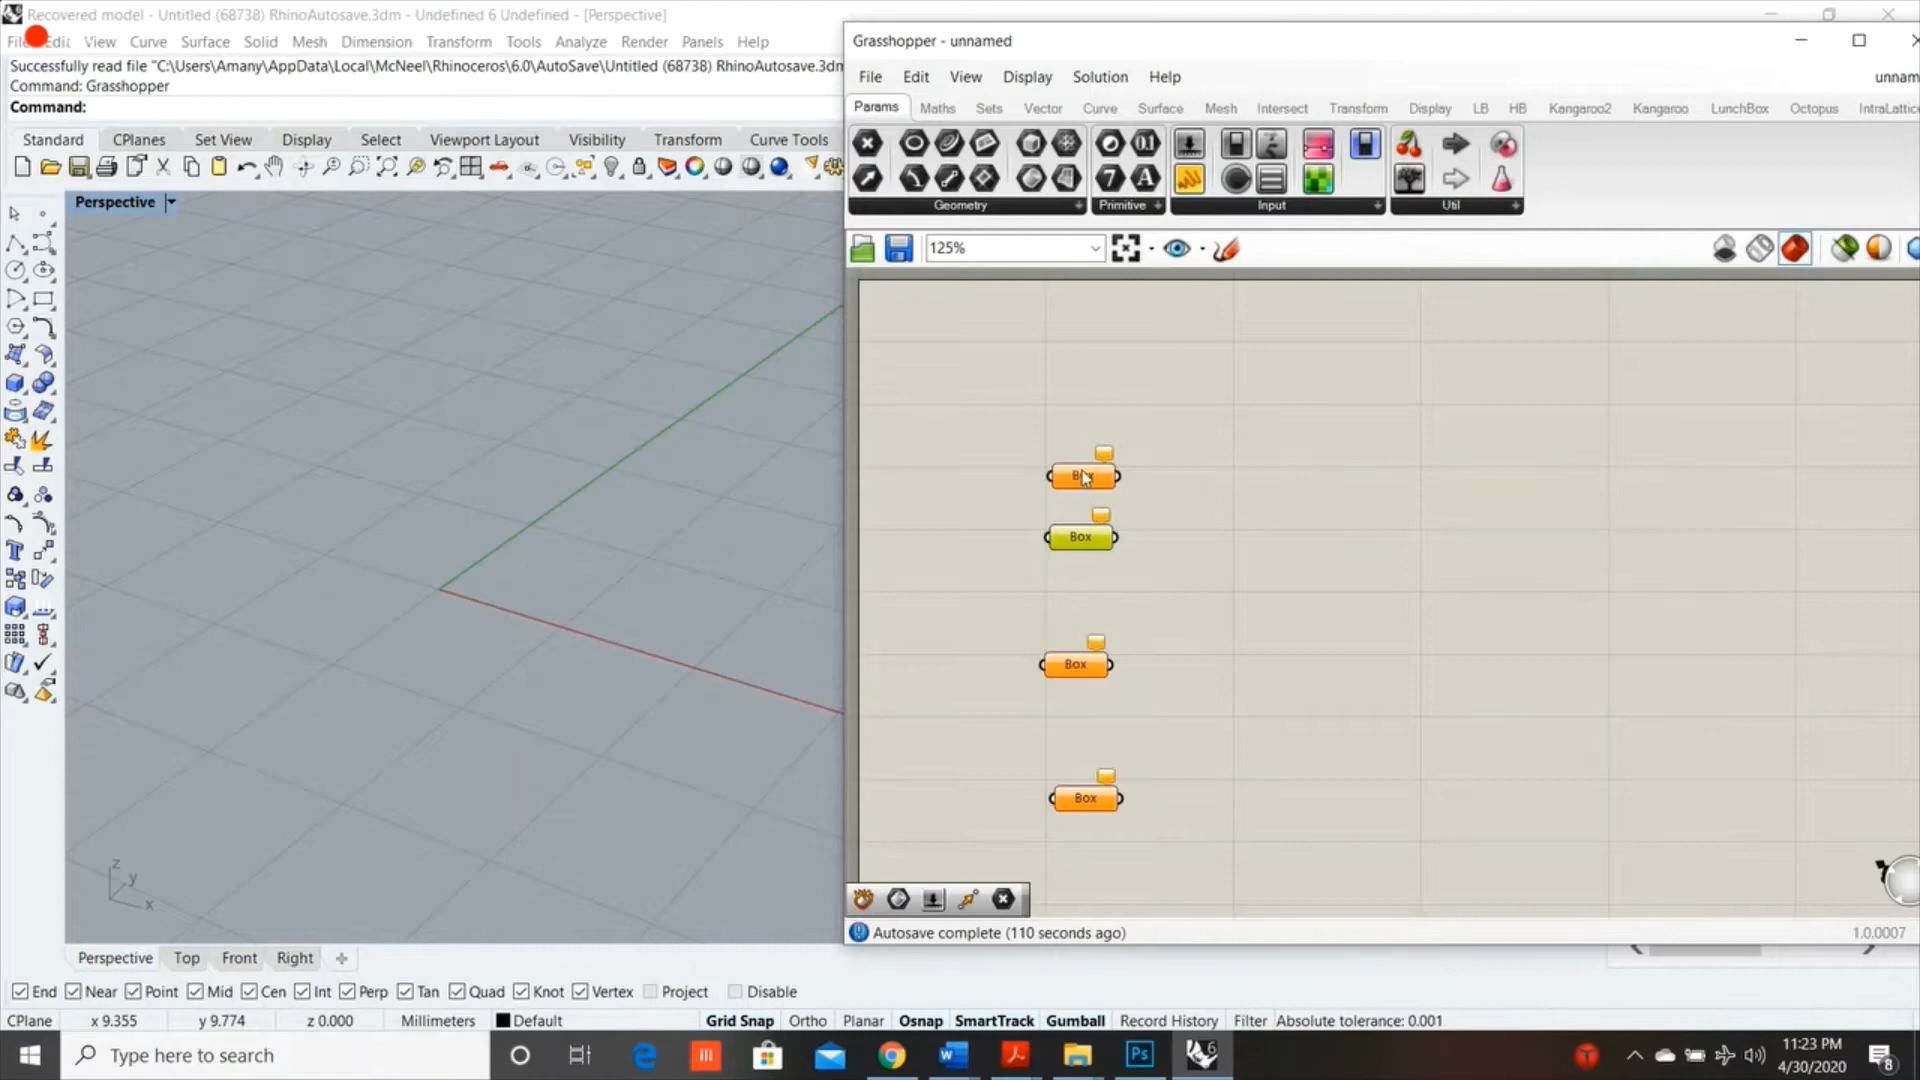 Recovered model - Untitled (68738) RhinoAutosave.3dm - Undefined 6 Undefined - [Perspective]
File Edit View Curve Surface Solid Mesh Dimension Transform Tools Analyze Render Panels Help
Successfully read file "C:\Users\Amany\AppData\Local\McNeel\Rhinoceros\6.0\AutoSave\Untitled (68738) RhinoAutosave.3dm
Command: Grasshopper
Command:
Standard CPlanes Set View Display Select Viewport Layout Visibility Transform Curve Tools
Perspective
z
y
x
Grasshopper - unnamed
File Edit View Display Solution Help unnam
Params Maths Sets Vector Curve Surface Mesh Intersect Transform Display LB HB Kangaroo2 Kangaroo LunchBox Octopus IntraLattice
Geometry Primitive Input Util
125%
Box
Box
Box
Box
Autosave complete (110 seconds ago) 1.0.0007
Perspective Top Front Right
End Near Point Mid Cen Int Perp Tan Quad Knot Vertex Project Disable
CPlane x 9.355 y 9.774 z 0.000 Millimeters Default Grid Snap Ortho Planar Osnap SmartTrack Gumball Record History Filter Absolute tolerance: 0.001
Type here to search
Ps
6
11:23 PM
4/30/2020
8